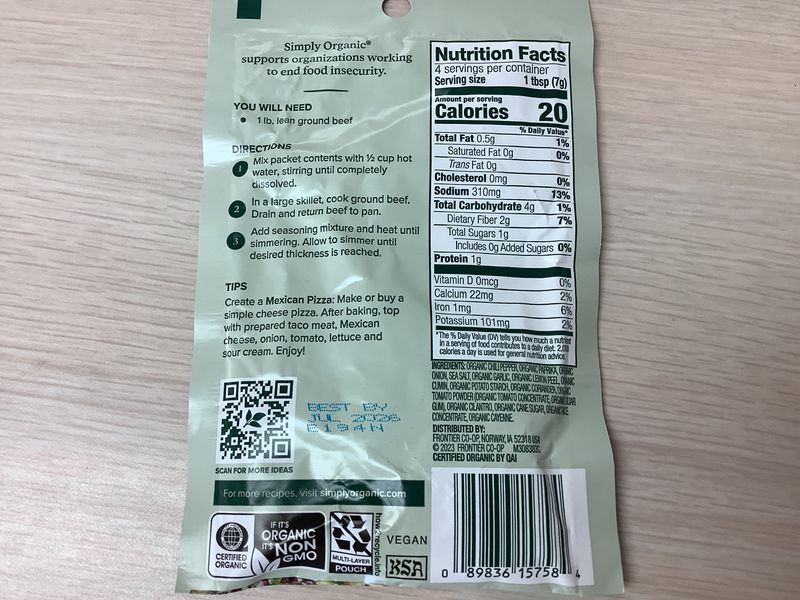 Simply Organic®
supports organizations working
to end food insecurity.
YOU WILL NEED
• 1 lb. lean ground beef
DIRECTIONS
1 Mix packet contents with ½ cup hot
water, stirring until completely
dissolved.
2 In a large skillet, cook ground beef.
Drain and return beef to pan.
3 Add seasoning mixture and heat until
simmering. Allow to simmer until
desired thickness is reached.
TIPS
Create a Mexican Pizza: Make or buy a
simple cheese pizza. After baking, top
with prepared taco meat, Mexican
cheese, onion, tomato, lettuce and
sour cream. Enjoy!
BEST BY
JUL 2026
SCAN FOR MORE IDEAS
For more recipes, visit simplyorganic.com
CERTIFIED
ORGANIC
IF IT'S
ORGANIC
IT'S NON
GMO
MULTI-LAYER
POUCH
how2recycle.info
VEGAN
KSA
Nutrition Facts
4 servings per container
Serving size 1 tbsp (7g)
Amount per serving
Calories 20
% Daily Value*
Total Fat 0.5g 1%
Saturated Fat 0g 0%
Trans Fat 0g
Cholesterol 0mg 0%
Sodium 310mg 13%
Total Carbohydrate 4g 1%
Dietary Fiber 2g 7%
Total Sugars 1g
Includes 0g Added Sugars 0%
Protein 1g
Vitamin D 0mcg 0%
Calcium 22mg 2%
Iron 1mg 6%
Potassium 101mg 2%
*The % Daily Value (DV) tells you how much a nutrient
in a serving of food contributes to a daily diet. 2,000
calories a day is used for general nutrition advice.
INGREDIENTS: ORGANIC CHILI PEPPER, ORGANIC PAPRIKA, ORGANIC
ONION, SEA SALT, ORGANIC GARLIC, ORGANIC LEMON PEEL, ORGANIC
CUMIN, ORGANIC POTATO STARCH, ORGANIC CORIANDER, ORGANIC
TOMATO POWDER (ORGANIC TOMATO CONCENTRATE, ORGANIC GUAR
GUM), ORGANIC CILANTRO, ORGANIC CANE SUGAR, ORGANIC RICE
CONCENTRATE, ORGANIC CAYENNE.
DISTRIBUTED BY:
FRONTIER CO-OP, NORWAY, IA 52318 USA
© 2023 FRONTIER CO-OP
CERTIFIED ORGANIC BY QAI
0 89836 15758 4